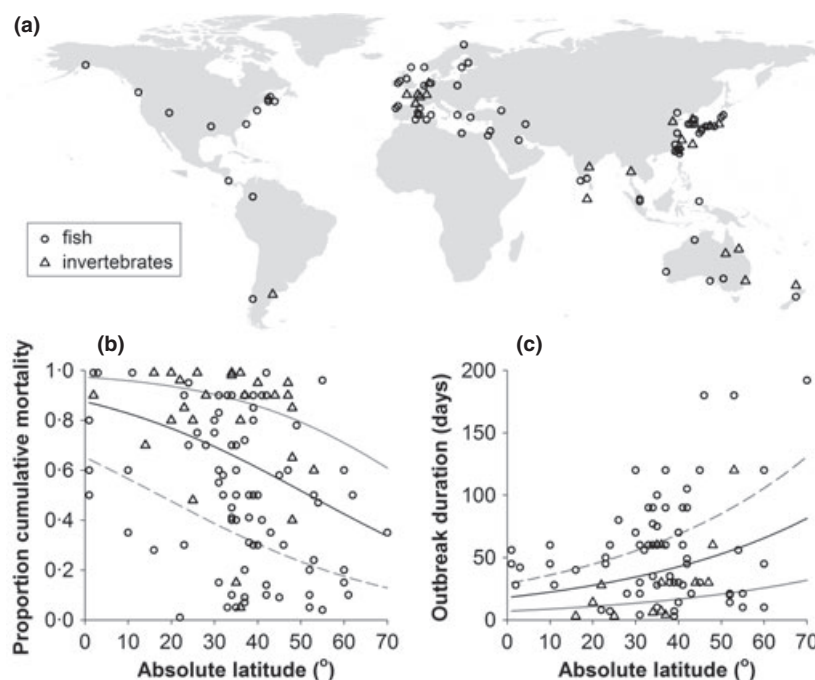 (a)
fish
invertebrates
(b)
(c)
Proportion cumulative mortality
1·0
0·8
0·6
0·4
0·2
0·0
0 10 20 30 40 50 60 70
Absolute latitude (°)
Outbreak duration (days)
200
150
100
50
0
0 10 20 30 40 50 60 70
Absolute latitude (°)